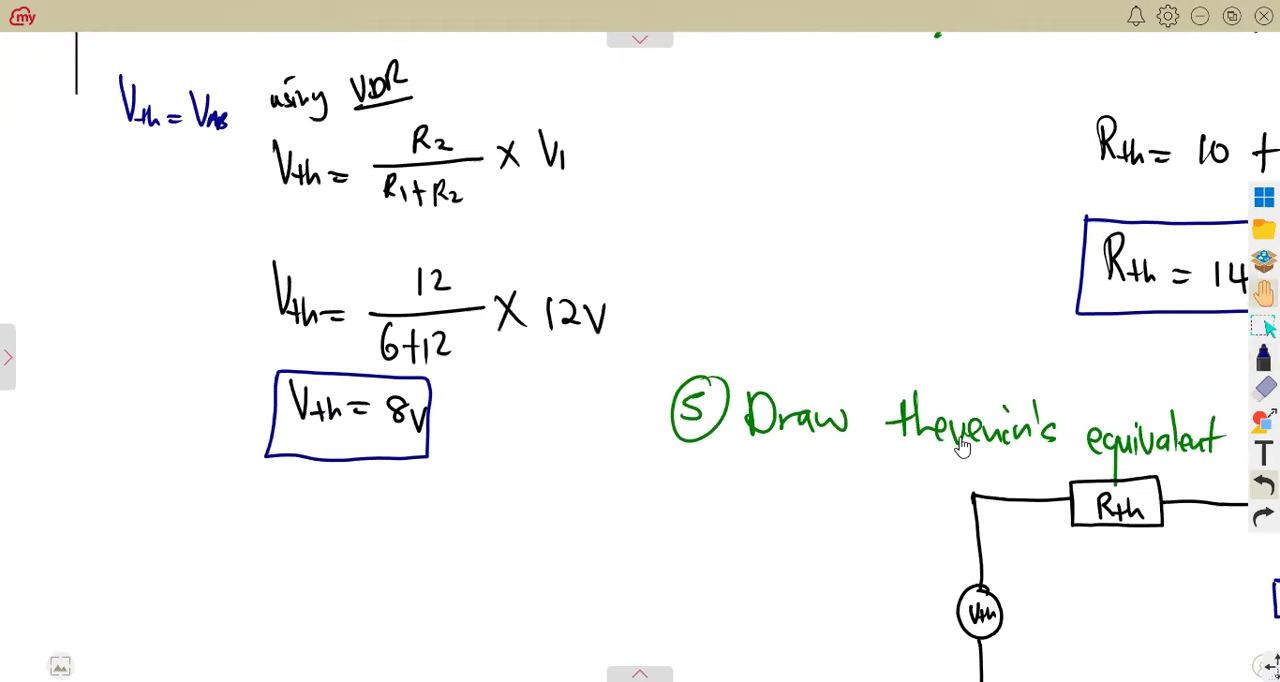 my
Vth = VAB using VDR
Vth = R2 / R1+R2 X V1
Vth = 12 / 6+12 X 12V
Vth = 8V
Rth = 10 +
Rth = 14
5 Draw thevenin's equivalent
Rth
Vth
T